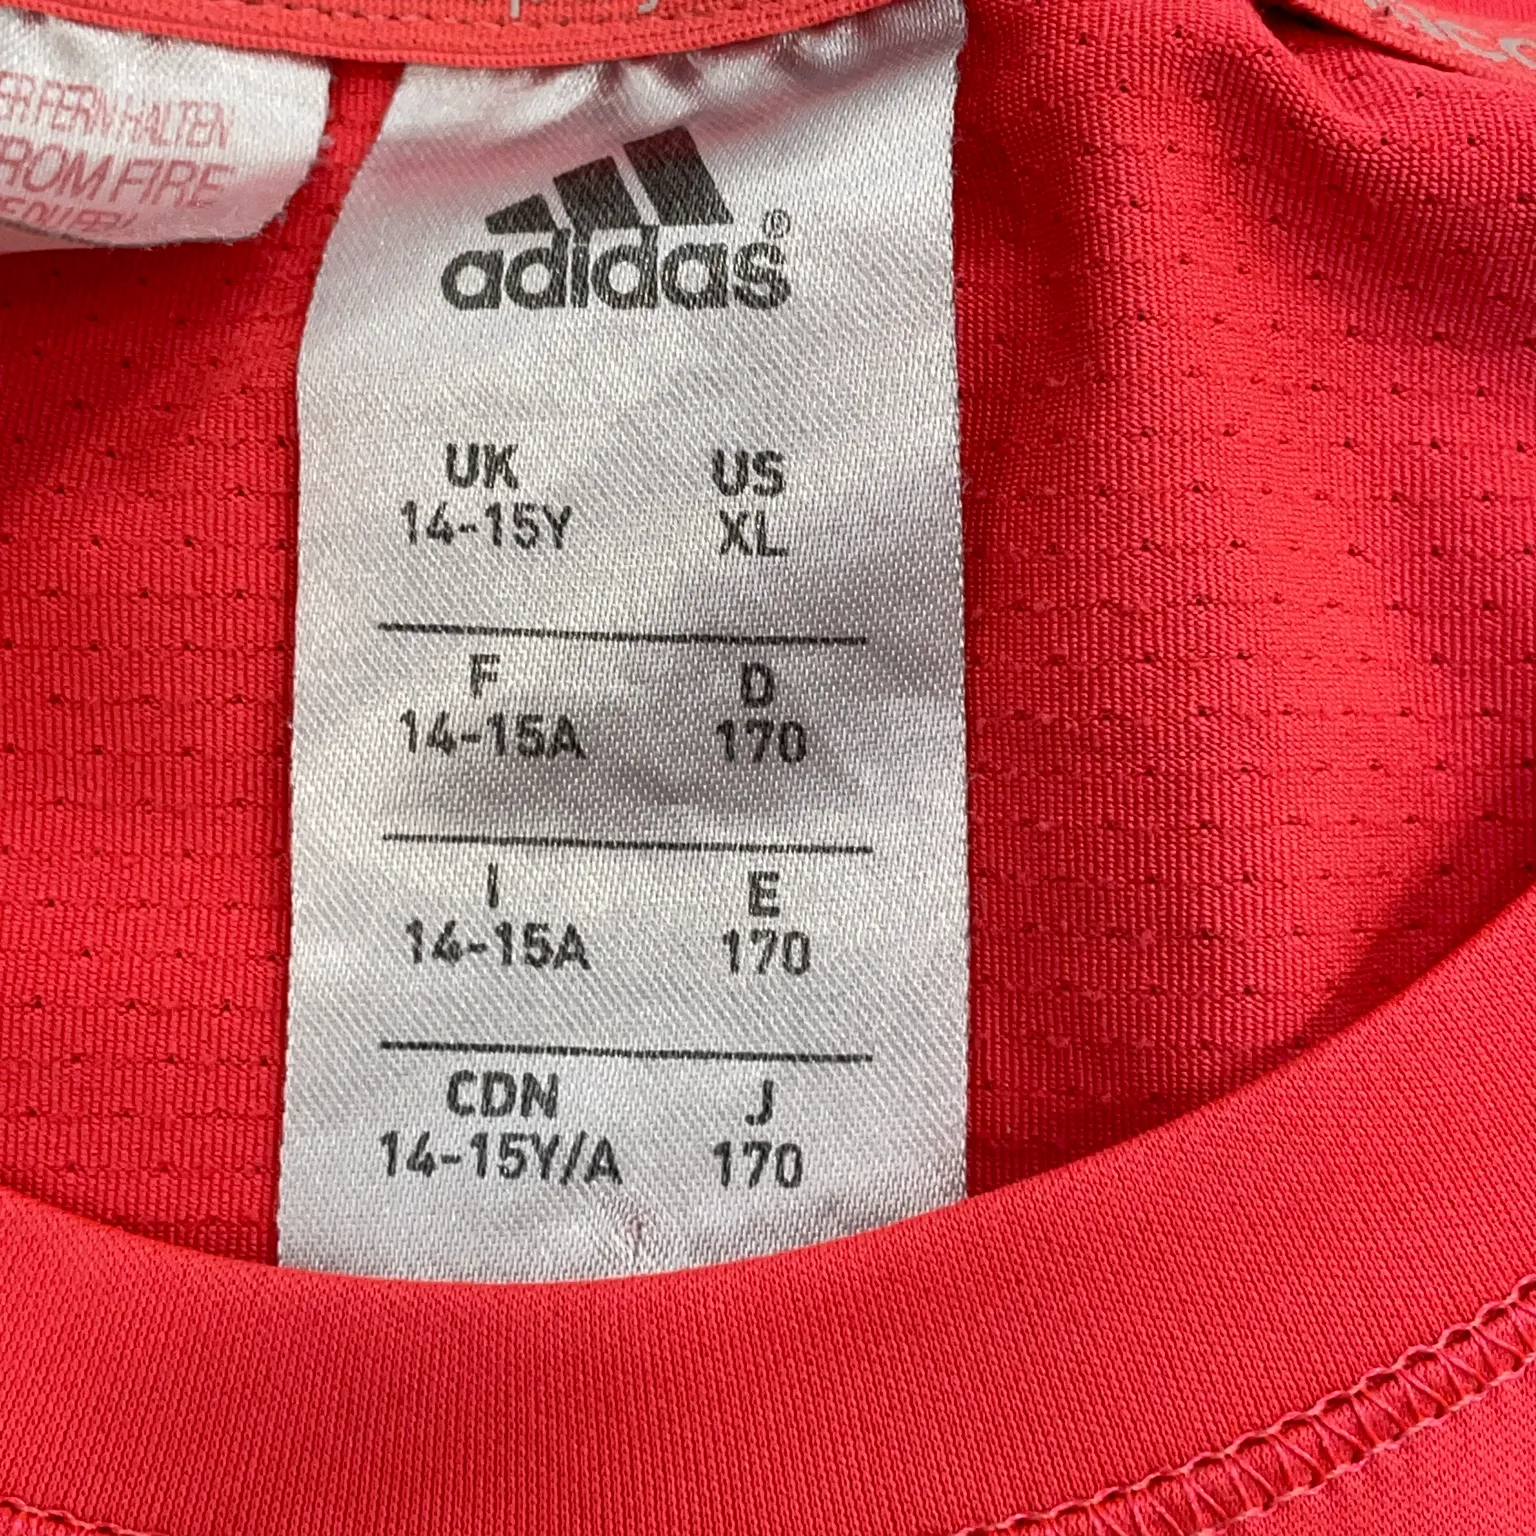 ER FERN HALTEN
FROM FIRE
adidas®
UK US
14-15Y XL
F D
14-15A 170
I E
14-15A 170
CDN J
14-15Y/A 170